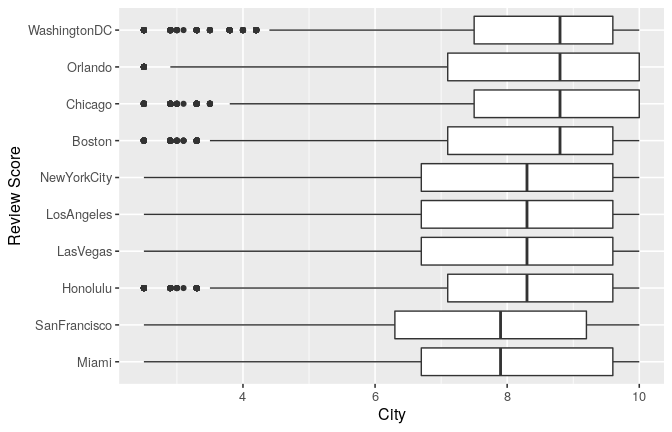 WashingtonDC
Orlando
Chicago
Boston
NewYorkCity
LosAngeles
LasVegas
Honolulu
SanFrancisco
Miami
Review Score
4 6 8 10
City